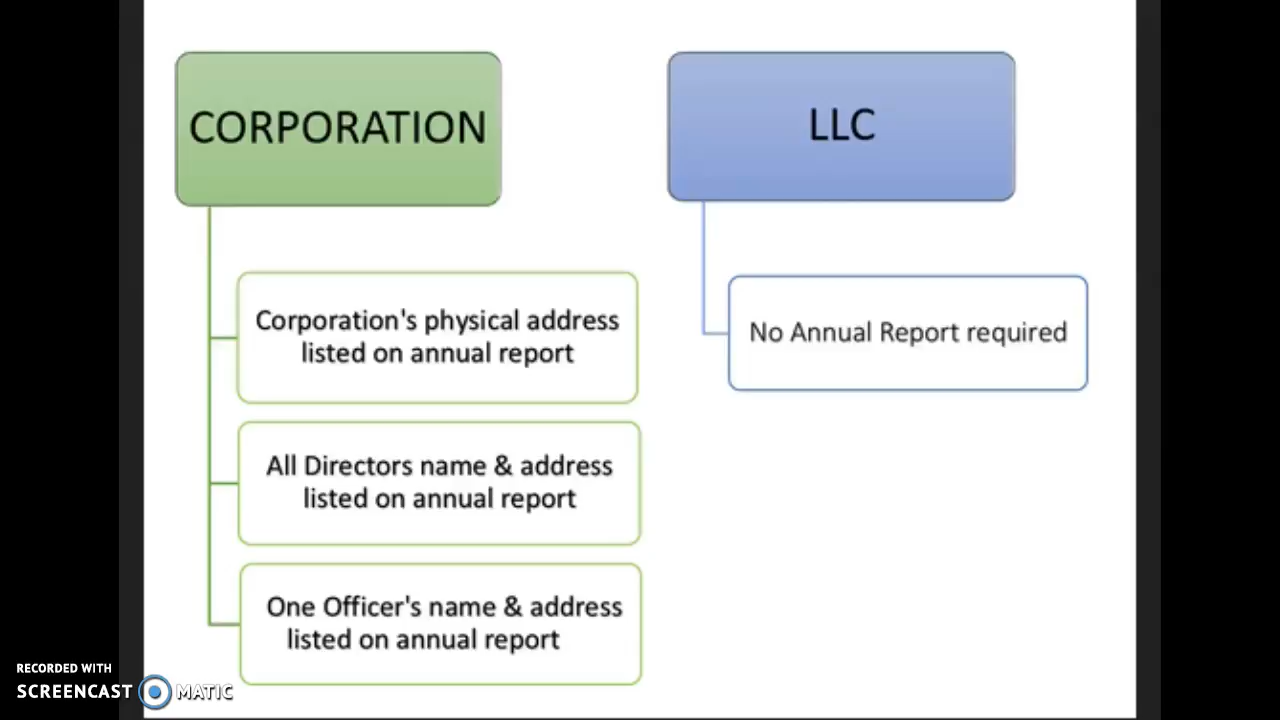 CORPORATION
Corporation's physical address
listed on annual report
All Directors name & address
listed on annual report
One Officer's name & address
listed on annual report
LLC
No Annual Report required
RECORDED WITH
SCREENCAST MATIC